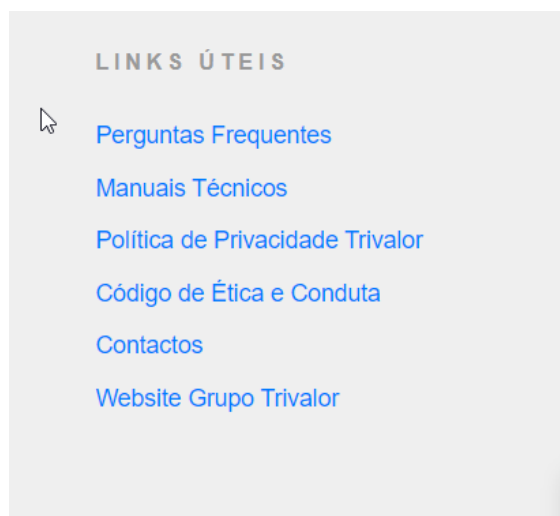 LINKS ÚTEIS
Perguntas Frequentes
Manuais Técnicos
Política de Privacidade Trivalor
Código de Ética e Conduta
Contactos
Website Grupo Trivalor